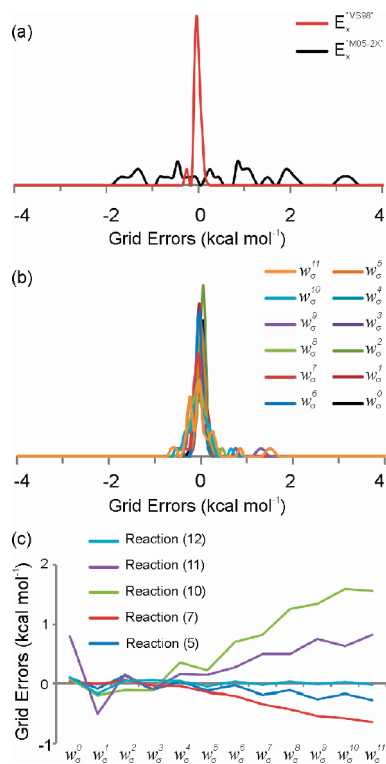 (a)
E_x^"VS98"
E_x^"M05-2X"
-4 -2 0 2 4
Grid Errors (kcal mol^-1)
(b)
w_σ^11 w_σ^5
w_σ^10 w_σ^4
w_σ^9 w_σ^3
w_σ^8 w_σ^2
w_σ^7 w_σ^1
w_σ^6 w_σ^0
-4 -2 0 2 4
Grid Errors (kcal mol^-1)
(c)
Reaction (12)
Reaction (11)
Reaction (10)
Reaction (7)
Reaction (5)
Grid Errors (kcal mol^-1)
2
1
0
-1
w_σ^0 w_σ^1 w_σ^2 w_σ^3 w_σ^4 w_σ^5 w_σ^6 w_σ^7 w_σ^8 w_σ^9 w_σ^10 w_σ^11